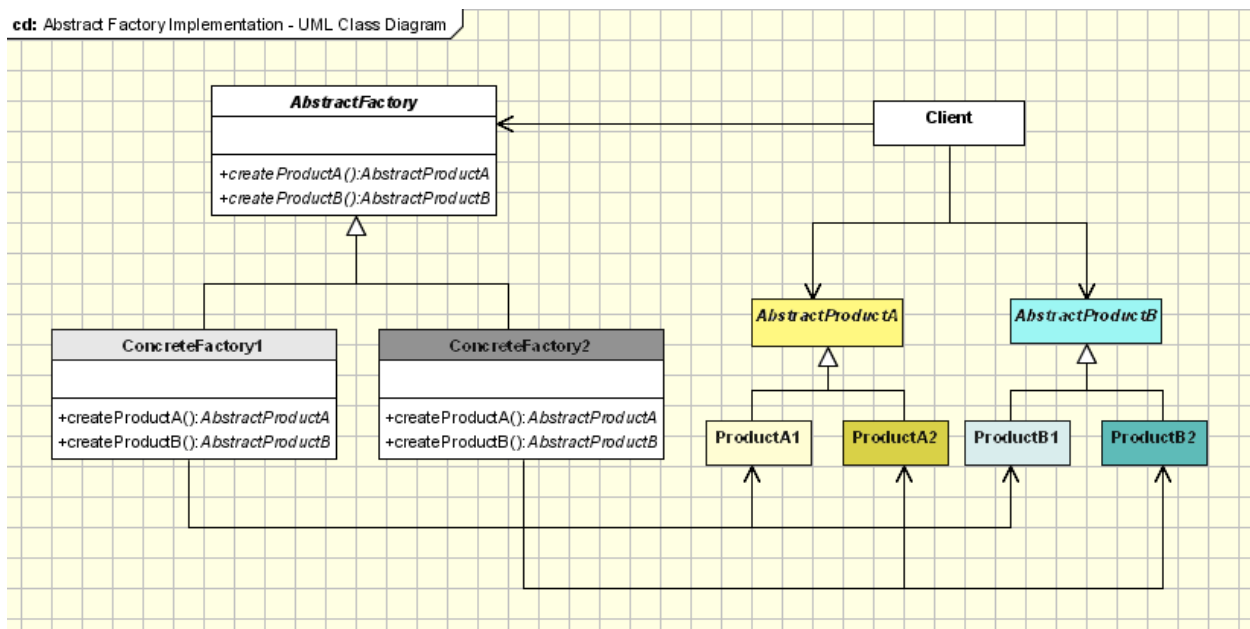 cd: Abstract Factory Implementation - UML Class Diagram
AbstractFactory
+createProductA():AbstractProductA
+createProductB():AbstractProductB
Client
ConcreteFactory1
+createProductA():AbstractProductA
+createProductB():AbstractProductB
ConcreteFactory2
+createProductA():AbstractProductA
+createProductB():AbstractProductB
AbstractProductA
AbstractProductB
ProductA1
ProductA2
ProductB1
ProductB2